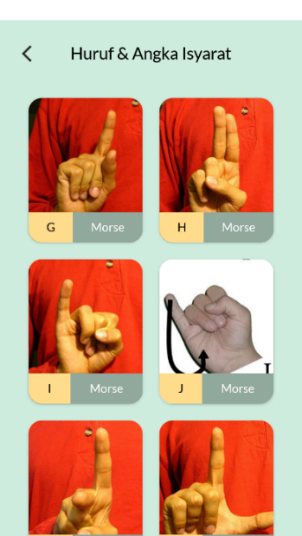 Huruf & Angka Isyarat
G Morse
H Morse
I Morse
J
J Morse